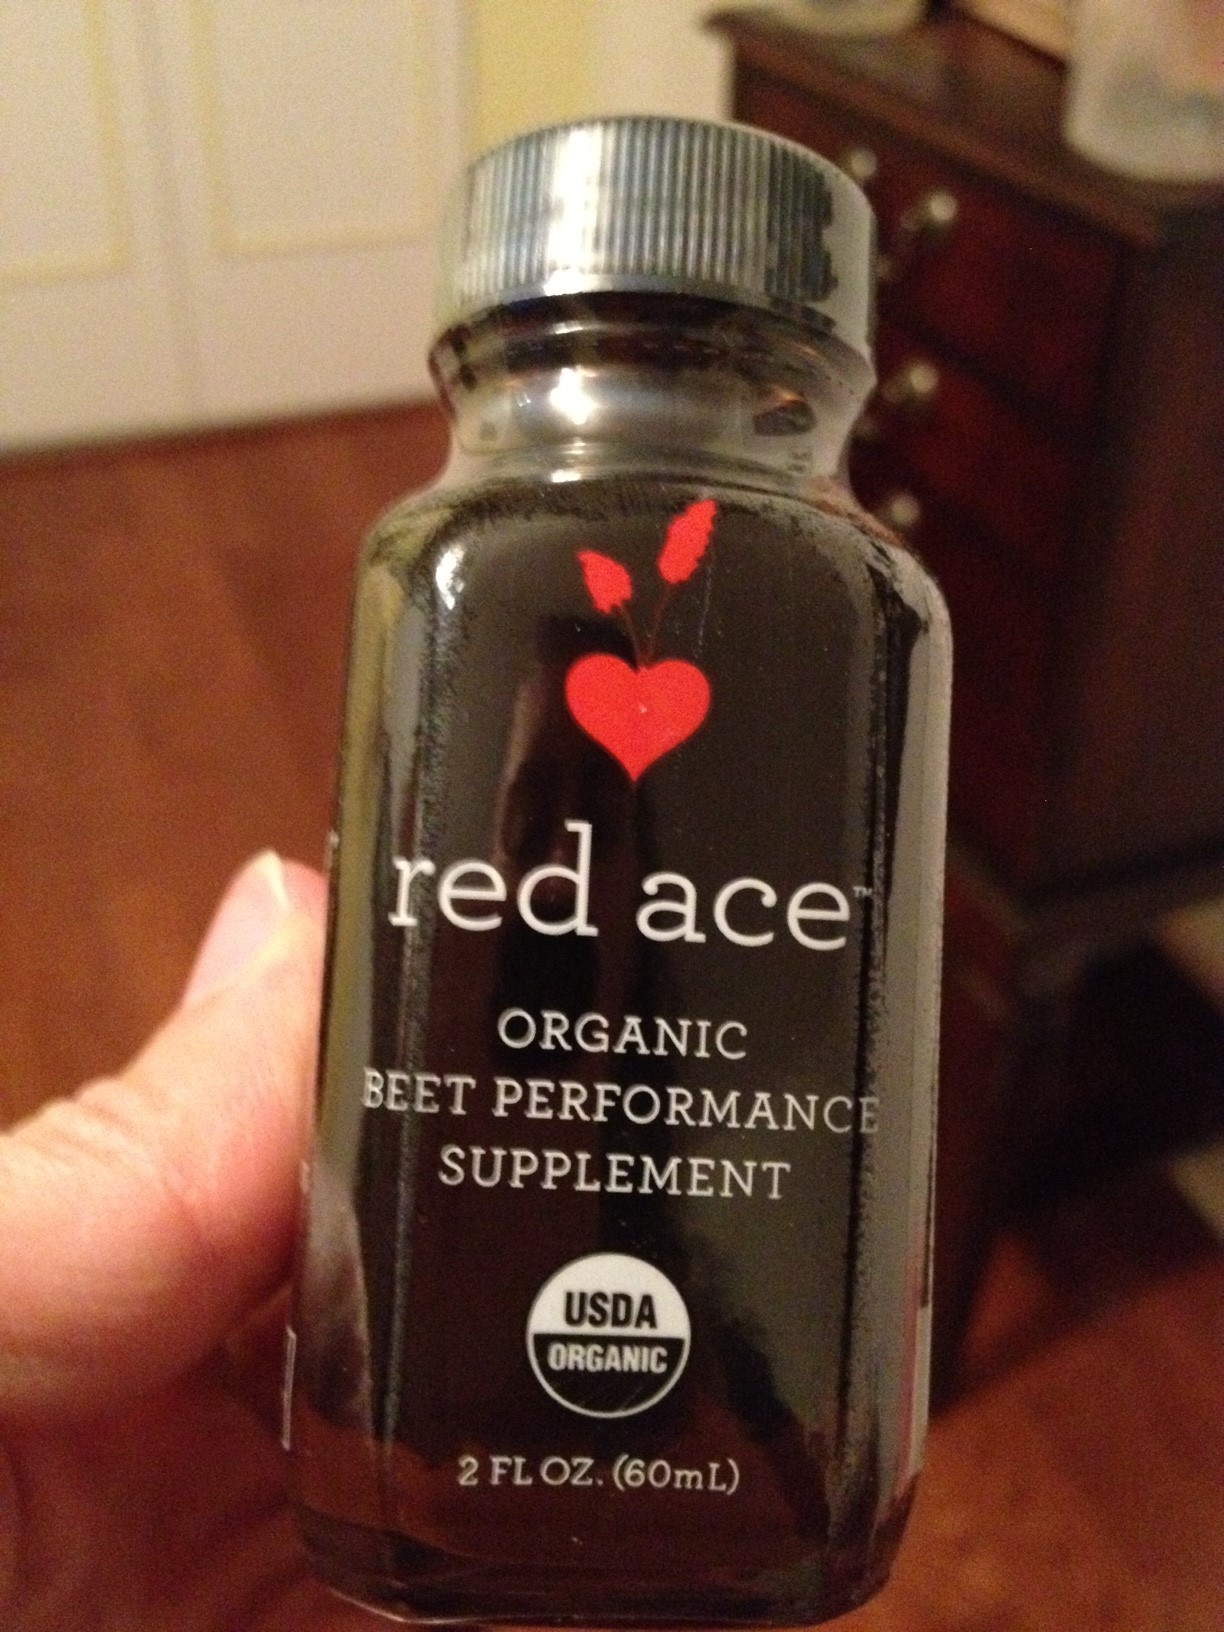 red ace™
ORGANIC
BEET PERFORMANCE
SUPPLEMENT
USDA
ORGANIC
2 FL OZ. (60mL)